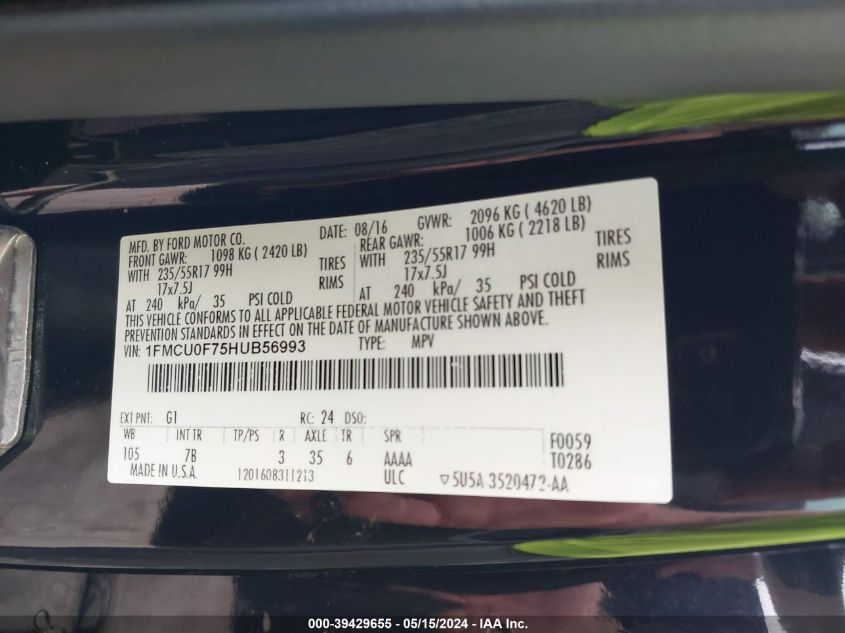 MFD. BY FORD MOTOR CO. DATE: 08/16 GVWR: 2096 KG ( 4620 LB)
FRONT GAWR: 1098 KG ( 2420 LB) REAR GAWR: 1006 KG ( 2218 LB)
WITH 235/55R17 99H TIRES WITH 235/55R17 99H TIRES
17x7.5J RIMS 17x7.5J RIMS
AT 240 kPa/ 35 PSI COLD AT 240 kPa/ 35 PSI COLD
THIS VEHICLE CONFORMS TO ALL APPLICABLE FEDERAL MOTOR VEHICLE SAFETY AND THEFT
PREVENTION STANDARDS IN EFFECT ON THE DATE OF MANUFACTURE SHOWN ABOVE.
VIN: 1FMCU0F75HUB56993 TYPE: MPV
EXT PNT: G1 RC: 24 DSO:
WB INT TR TP/PS R AXLE TR SPR F0059
105 7B 3 35 6 AAAA T0286
MADE IN U.S.A. 1201608311213 ULC ▽5U5A-3520472-AA
000-39429655 - 05/15/2024 - IAA Inc.